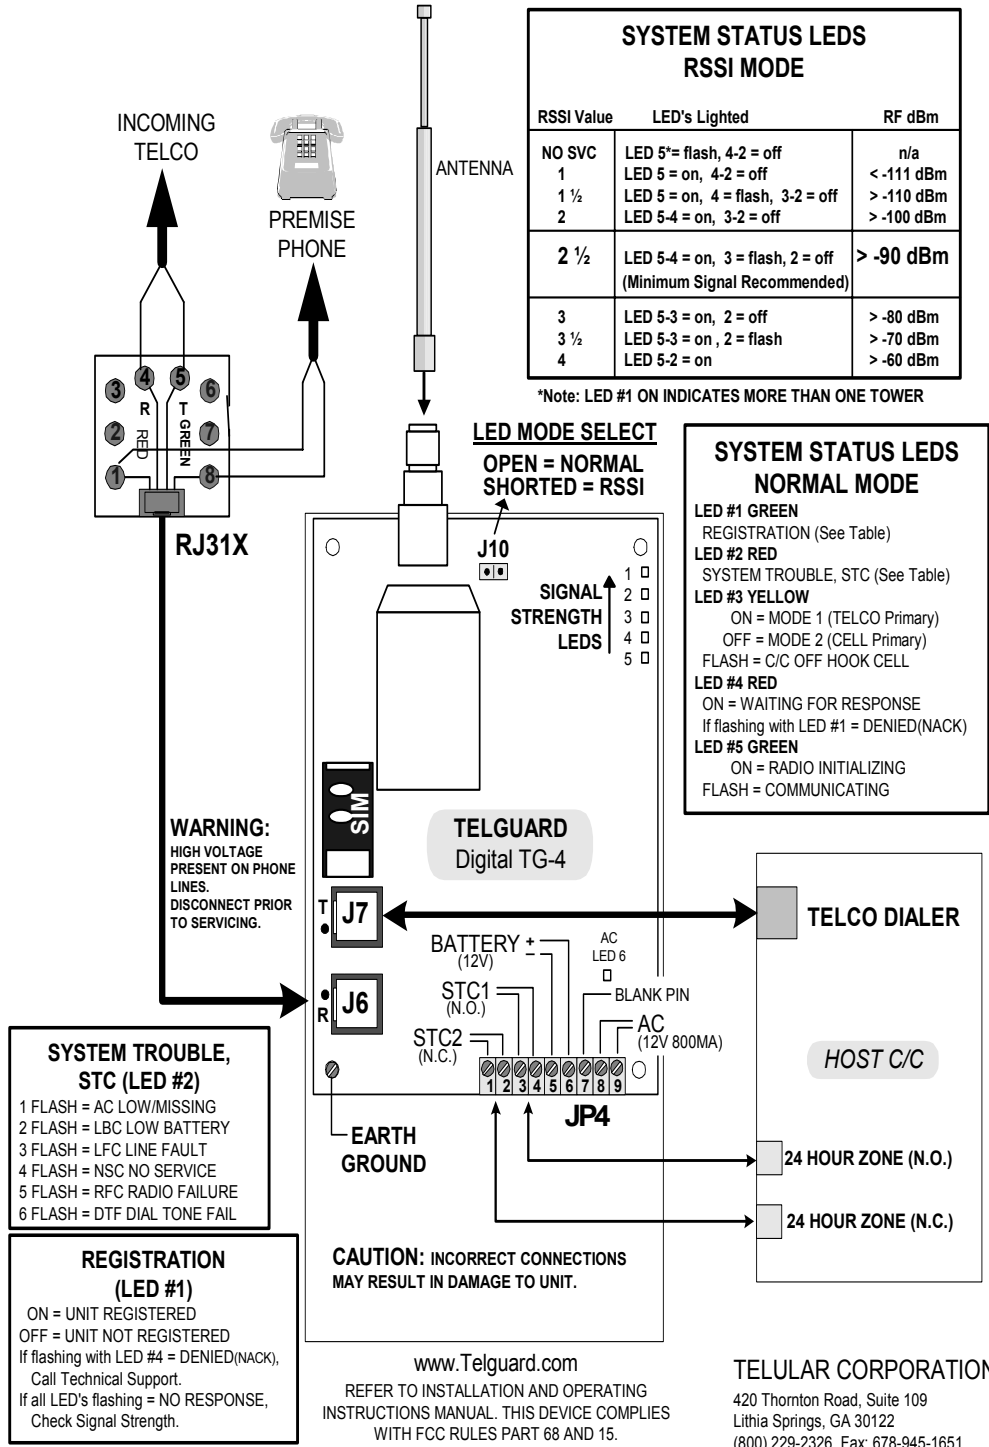 SYSTEM STATUS LEDS
RSSI MODE
RSSI Value LED's Lighted RF dBm
NO SVC LED 5*= flash, 4-2 = off n/a
1 LED 5 = on, 4-2 = off < -111 dBm
1 ½ LED 5 = on, 4 = flash, 3-2 = off > -110 dBm
2 LED 5-4 = on, 3-2 = off > -100 dBm
2 ½ LED 5-4 = on, 3 = flash, 2 = off > -90 dBm
(Minimum Signal Recommended)
3 LED 5-3 = on, 2 = off > -80 dBm
3 ½ LED 5-3 = on , 2 = flash > -70 dBm
4 LED 5-2 = on > -60 dBm
*Note: LED #1 ON INDICATES MORE THAN ONE TOWER
INCOMING
TELCO
PREMISE
PHONE
ANTENNA
3
4
5
6
R
T
2
RED
GREEN
7
1
8
RJ31X
LED MODE SELECT
OPEN = NORMAL
SHORTED = RSSI
J10
SIGNAL
STRENGTH
LEDS
1
2
3
4
5
SYSTEM STATUS LEDS
NORMAL MODE
LED #1 GREEN
REGISTRATION (See Table)
LED #2 RED
SYSTEM TROUBLE, STC (See Table)
LED #3 YELLOW
ON = MODE 1 (TELCO Primary)
OFF = MODE 2 (CELL Primary)
FLASH = C/C OFF HOOK CELL
LED #4 RED
ON = WAITING FOR RESPONSE
If flashing with LED #1 = DENIED(NACK)
LED #5 GREEN
ON = RADIO INITIALIZING
FLASH = COMMUNICATING
WARNING:
HIGH VOLTAGE
PRESENT ON PHONE
LINES.
DISCONNECT PRIOR
TO SERVICING.
SIM
TELGUARD
Digital TG-4
T
J7
R
J6
BATTERY + –
(12V)
STC1
(N.O.)
STC2
(N.C.)
AC
LED 6
BLANK PIN
AC
(12V 800MA)
1 2 3 4 5 6 7 8 9
JP4
EARTH
GROUND
TELCO DIALER
HOST C/C
24 HOUR ZONE (N.O.)
24 HOUR ZONE (N.C.)
SYSTEM TROUBLE,
STC (LED #2)
1 FLASH = AC LOW/MISSING
2 FLASH = LBC LOW BATTERY
3 FLASH = LFC LINE FAULT
4 FLASH = NSC NO SERVICE
5 FLASH = RFC RADIO FAILURE
6 FLASH = DTF DIAL TONE FAIL
REGISTRATION
(LED #1)
ON = UNIT REGISTERED
OFF = UNIT NOT REGISTERED
If flashing with LED #4 = DENIED(NACK),
Call Technical Support.
If all LED's flashing = NO RESPONSE,
Check Signal Strength.
CAUTION: INCORRECT CONNECTIONS
MAY RESULT IN DAMAGE TO UNIT.
www.Telguard.com
REFER TO INSTALLATION AND OPERATING
INSTRUCTIONS MANUAL. THIS DEVICE COMPLIES
WITH FCC RULES PART 68 AND 15.
TELULAR CORPORATION
420 Thornton Road, Suite 109
Lithia Springs, GA 30122
(800) 229-2326 Fax: 678-945-1651